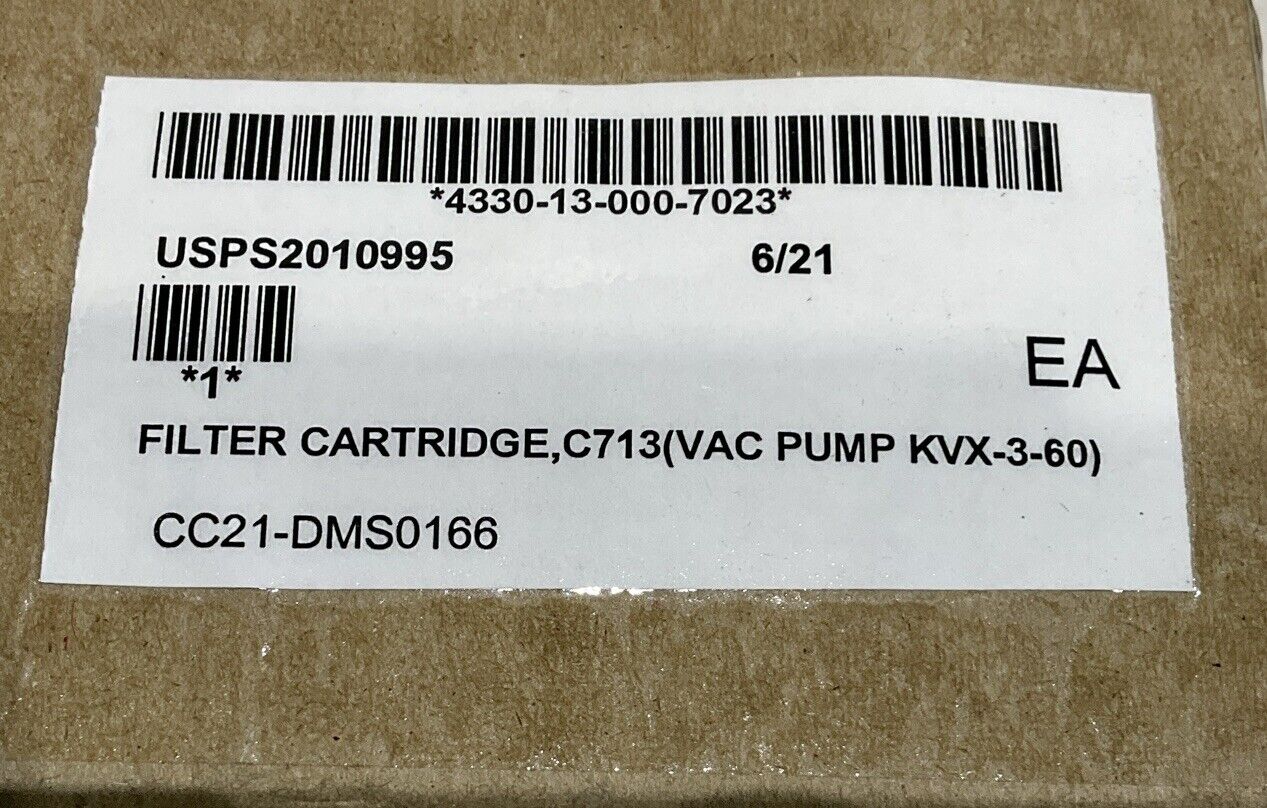 *4330-13-000-7023*
USPS2010995 6/21
*1*
EA
FILTER CARTRIDGE,C713(VAC PUMP KVX-3-60)
CC21-DMS0166